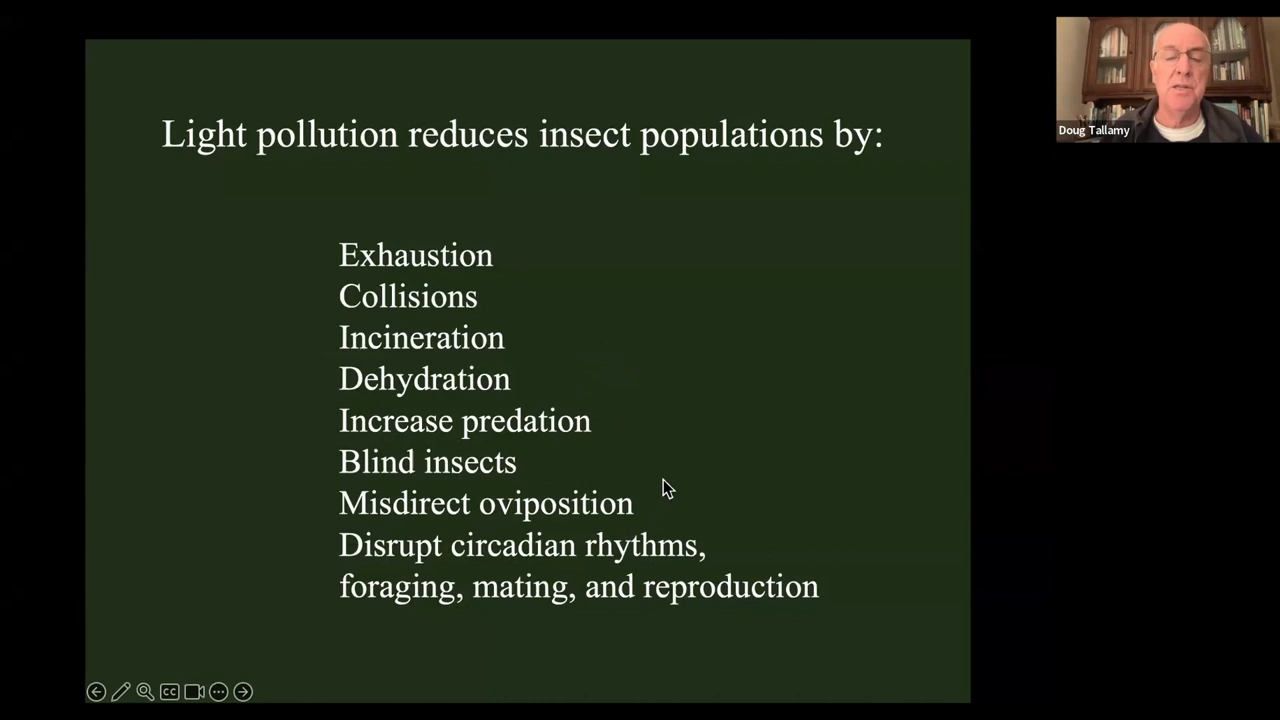 Light pollution reduces insect populations by:
Exhaustion
Collisions
Incineration
Dehydration
Increase predation
Blind insects
Misdirect oviposition
Disrupt circadian rhythms,
foraging, mating, and reproduction
Doug Tallamy
CC